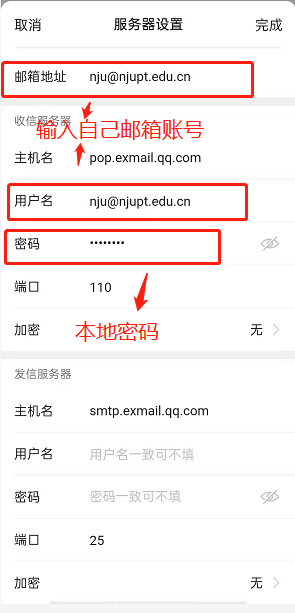 取消 服务器设置 完成
邮箱地址 nju@njupt.edu.cn
收信服务器
输入自己邮箱账号
主机名 pop.exmail.qq.com
用户名 nju@njupt.edu.cn
密码 ••••••••
端口 110
本地密码
加密 无
发信服务器
主机名 smtp.exmail.qq.com
用户名 用户名一致可不填
密码 密码一致可不填
端口 25
加密 无